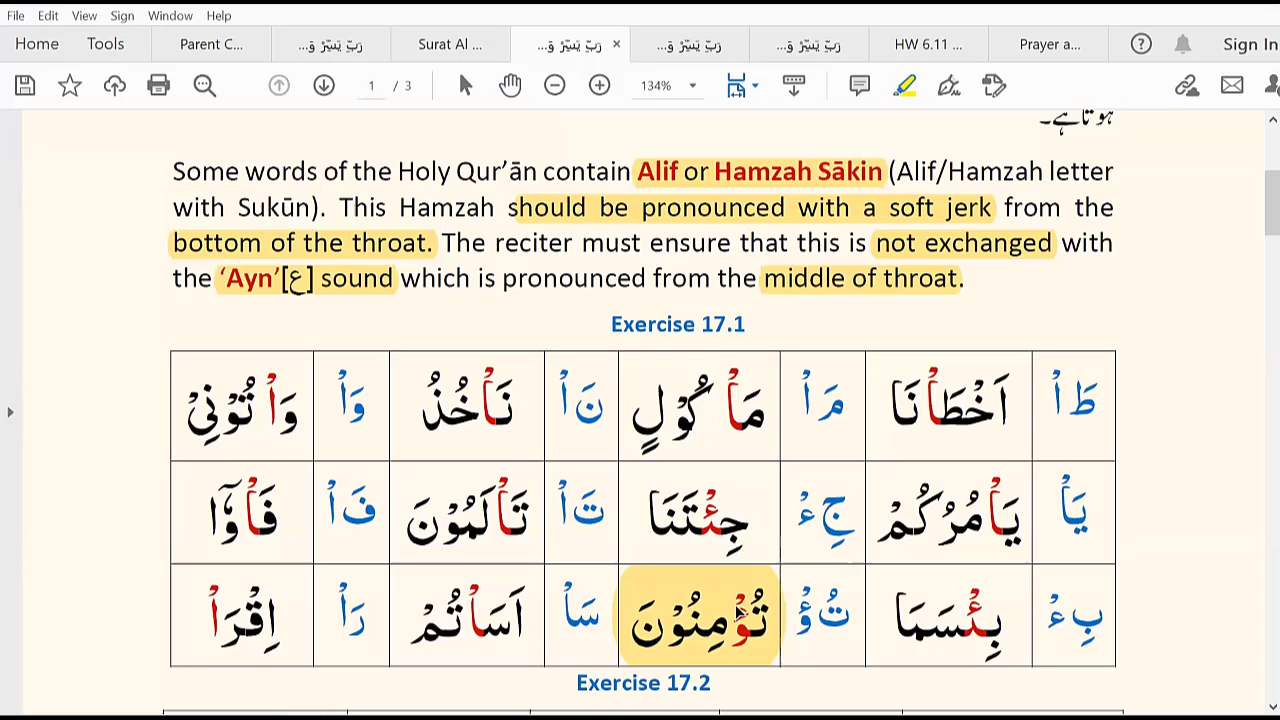 File Edit View Sign Window Help
Home Tools Parent C... رَبِّ يَسِّرْ وَ... Surat Al ... رَبِّ يَسِّرْ وَ... × رَبِّ يَسِّرْ وَ... رَبِّ يَسِّرْ وَ... HW 6.11 ... Prayer a... Sign In
1 / 3 134%
ہوتا ہے۔
Some words of the Holy Qur’ān contain Alif or Hamzah Sākin (Alif/Hamzah letter
with Sukūn). This Hamzah should be pronounced with a soft jerk from the
bottom of the throat. The reciter must ensure that this is not exchanged with
the ‘Ayn’[ع] sound which is pronounced from the middle of throat.
Exercise 17.1
طَ اْ اَخْطَاْنَا مَ اْ مَاْكُوْلٍ نَ اْ نَاْخُذُ وَاْ وَاْتُوْنِیْ
یَاْ یَاْمُرُكُمْ جِءْ جِئْتَنَا تَ اْ تَاْلَمُوْنَ فَ اْ فَاْوٗۤا
بِءْ بِئْسَمَا تُؤْ تُؤْمِنُوْنَ سَاْ اَسَاْتُمْ رَاْ اِقْرَاْ
Exercise 17.2